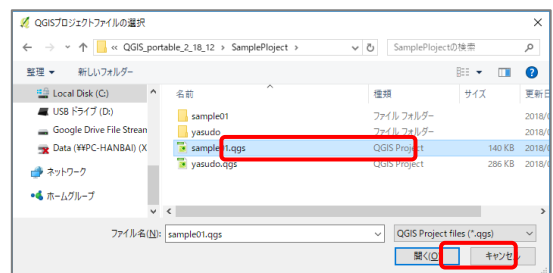 QGISプロジェクトファイルの選択
« QGIS_portable_2_18_12 > SamplePloject >
SamplePlojectの検索
整理 新しいフォルダー
名前 種類 サイズ
Local Disk (C:)
USB ドライブ (D:)
Google Drive File Stream
Data (¥¥PC-HANBAI) (X
ネットワーク
ホームグループ
sample01 ファイル フォルダー 2018/
yasudo ファイル フォルダー 2018/
sample01.qgs QGIS Project 140 KB 2018/
yasudo.qgs QGIS Project 286 KB 2018/
ファイル名(N): sample01.qgs QGIS Project files (*.qgs)
開く(O キャンセル